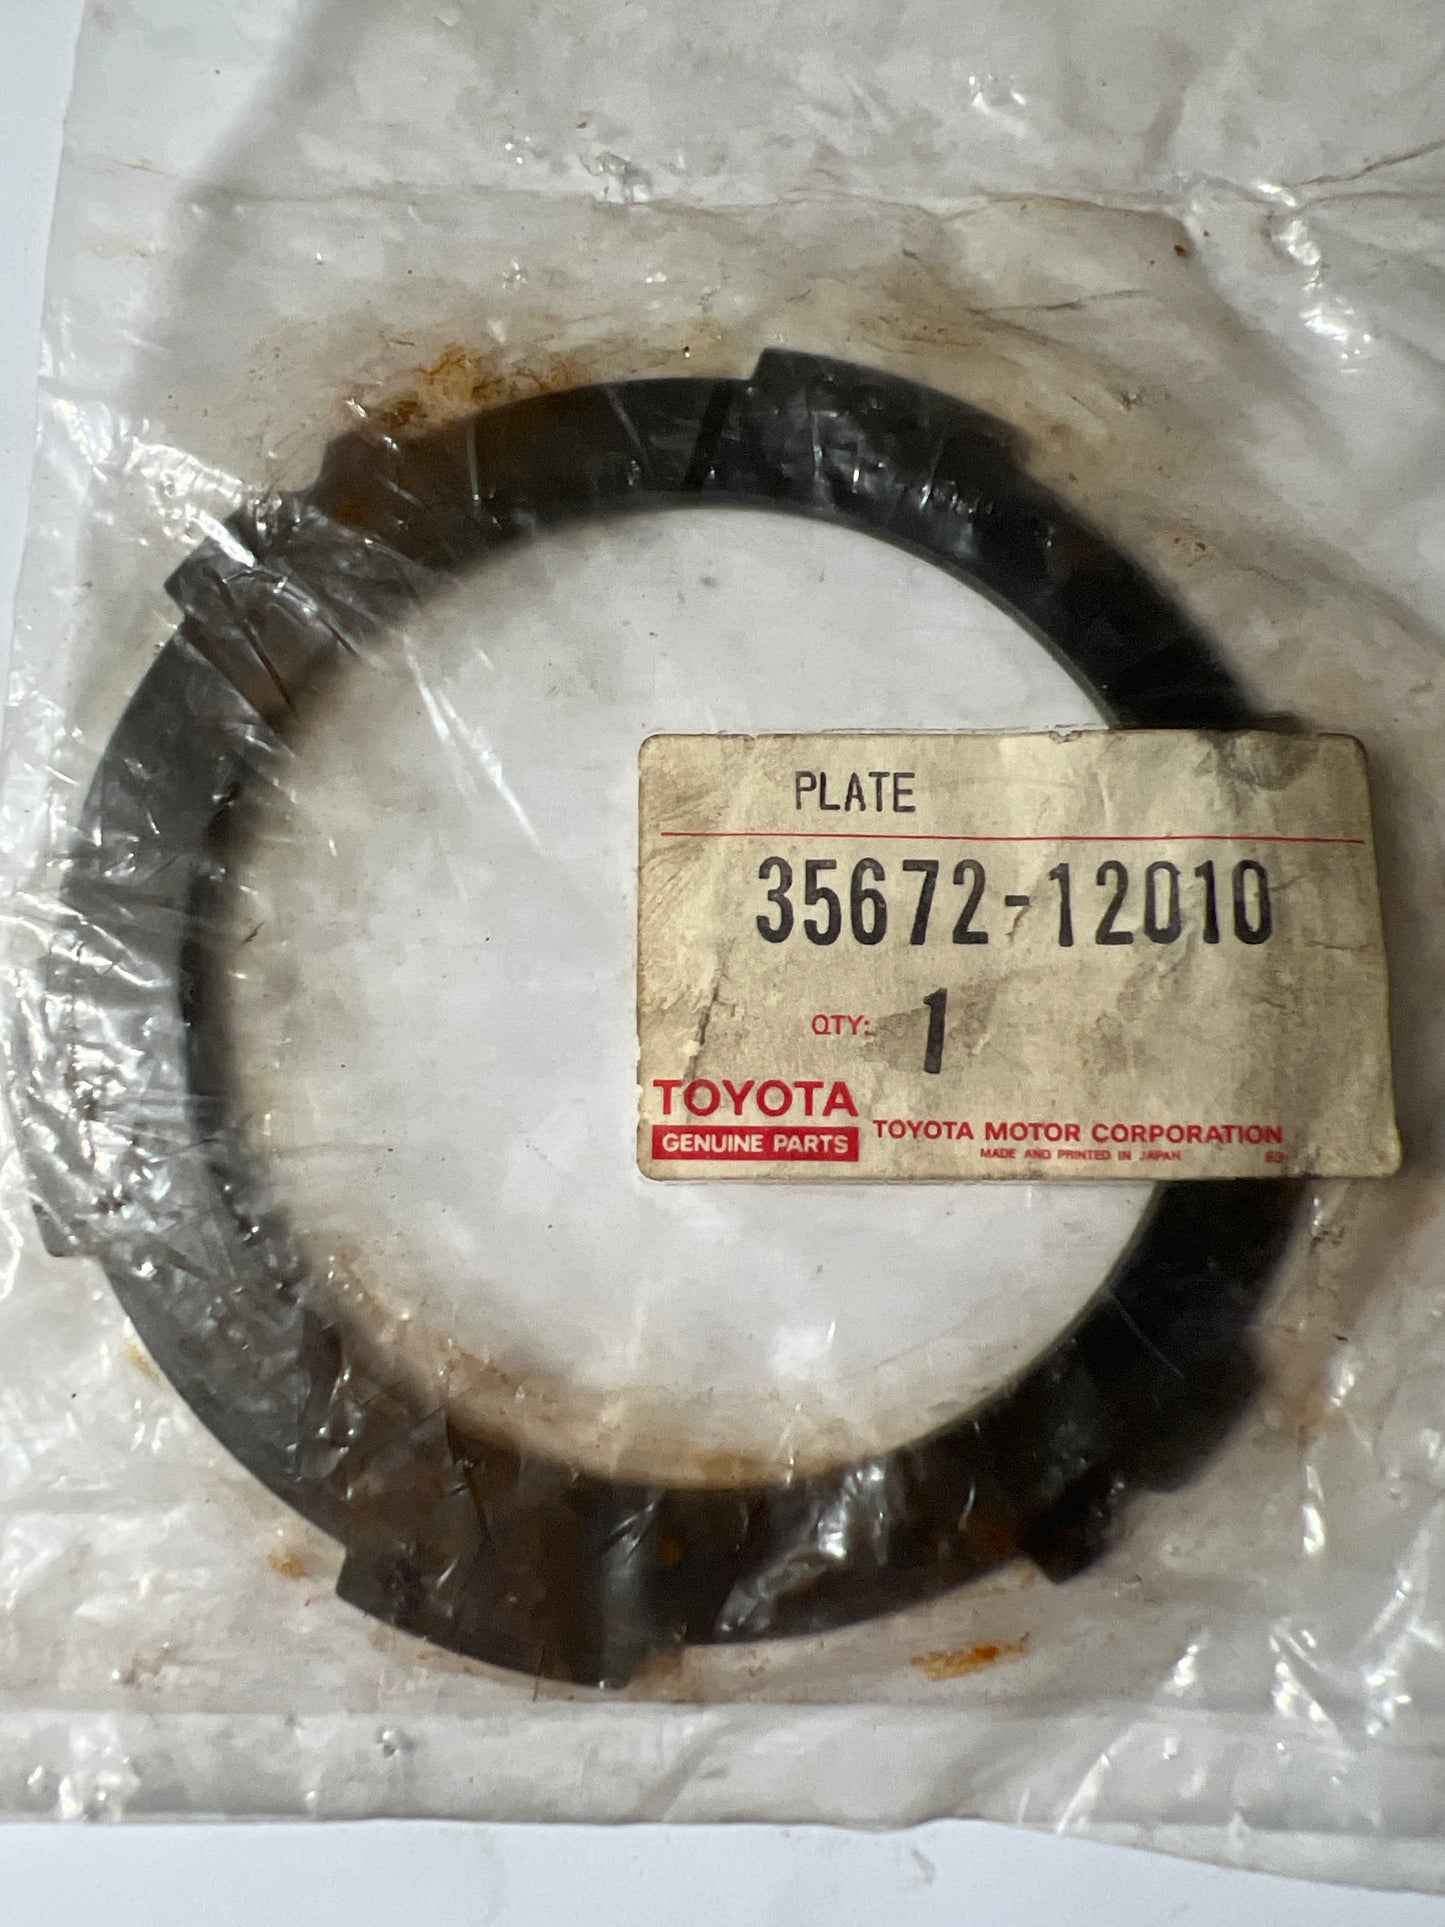 PLATE
35672-12010
QTY: 1
TOYOTA
GENUINE PARTS
TOYOTA MOTOR CORPORATION
MADE AND PRINTED IN JAPAN